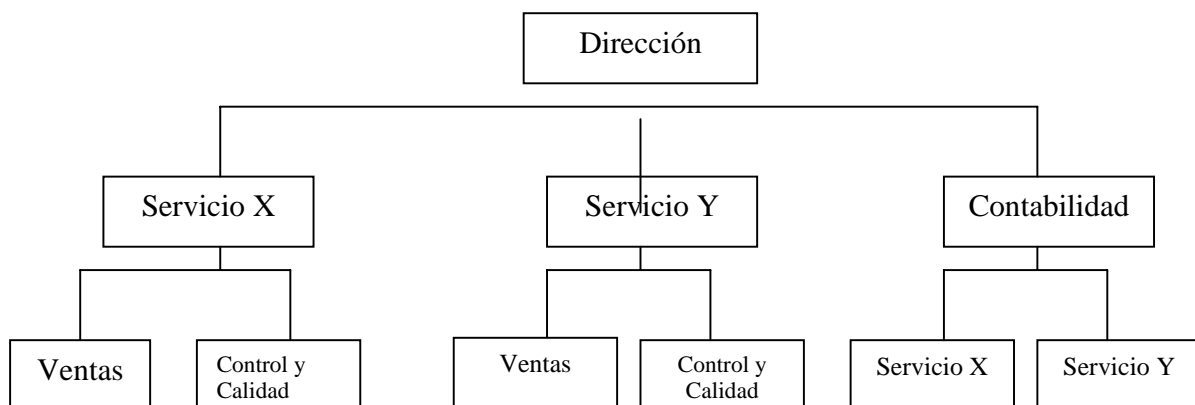 Dirección
Servicio X
Servicio Y
Contabilidad
Ventas
Control y
Calidad
Ventas
Control y
Calidad
Servicio X
Servicio Y